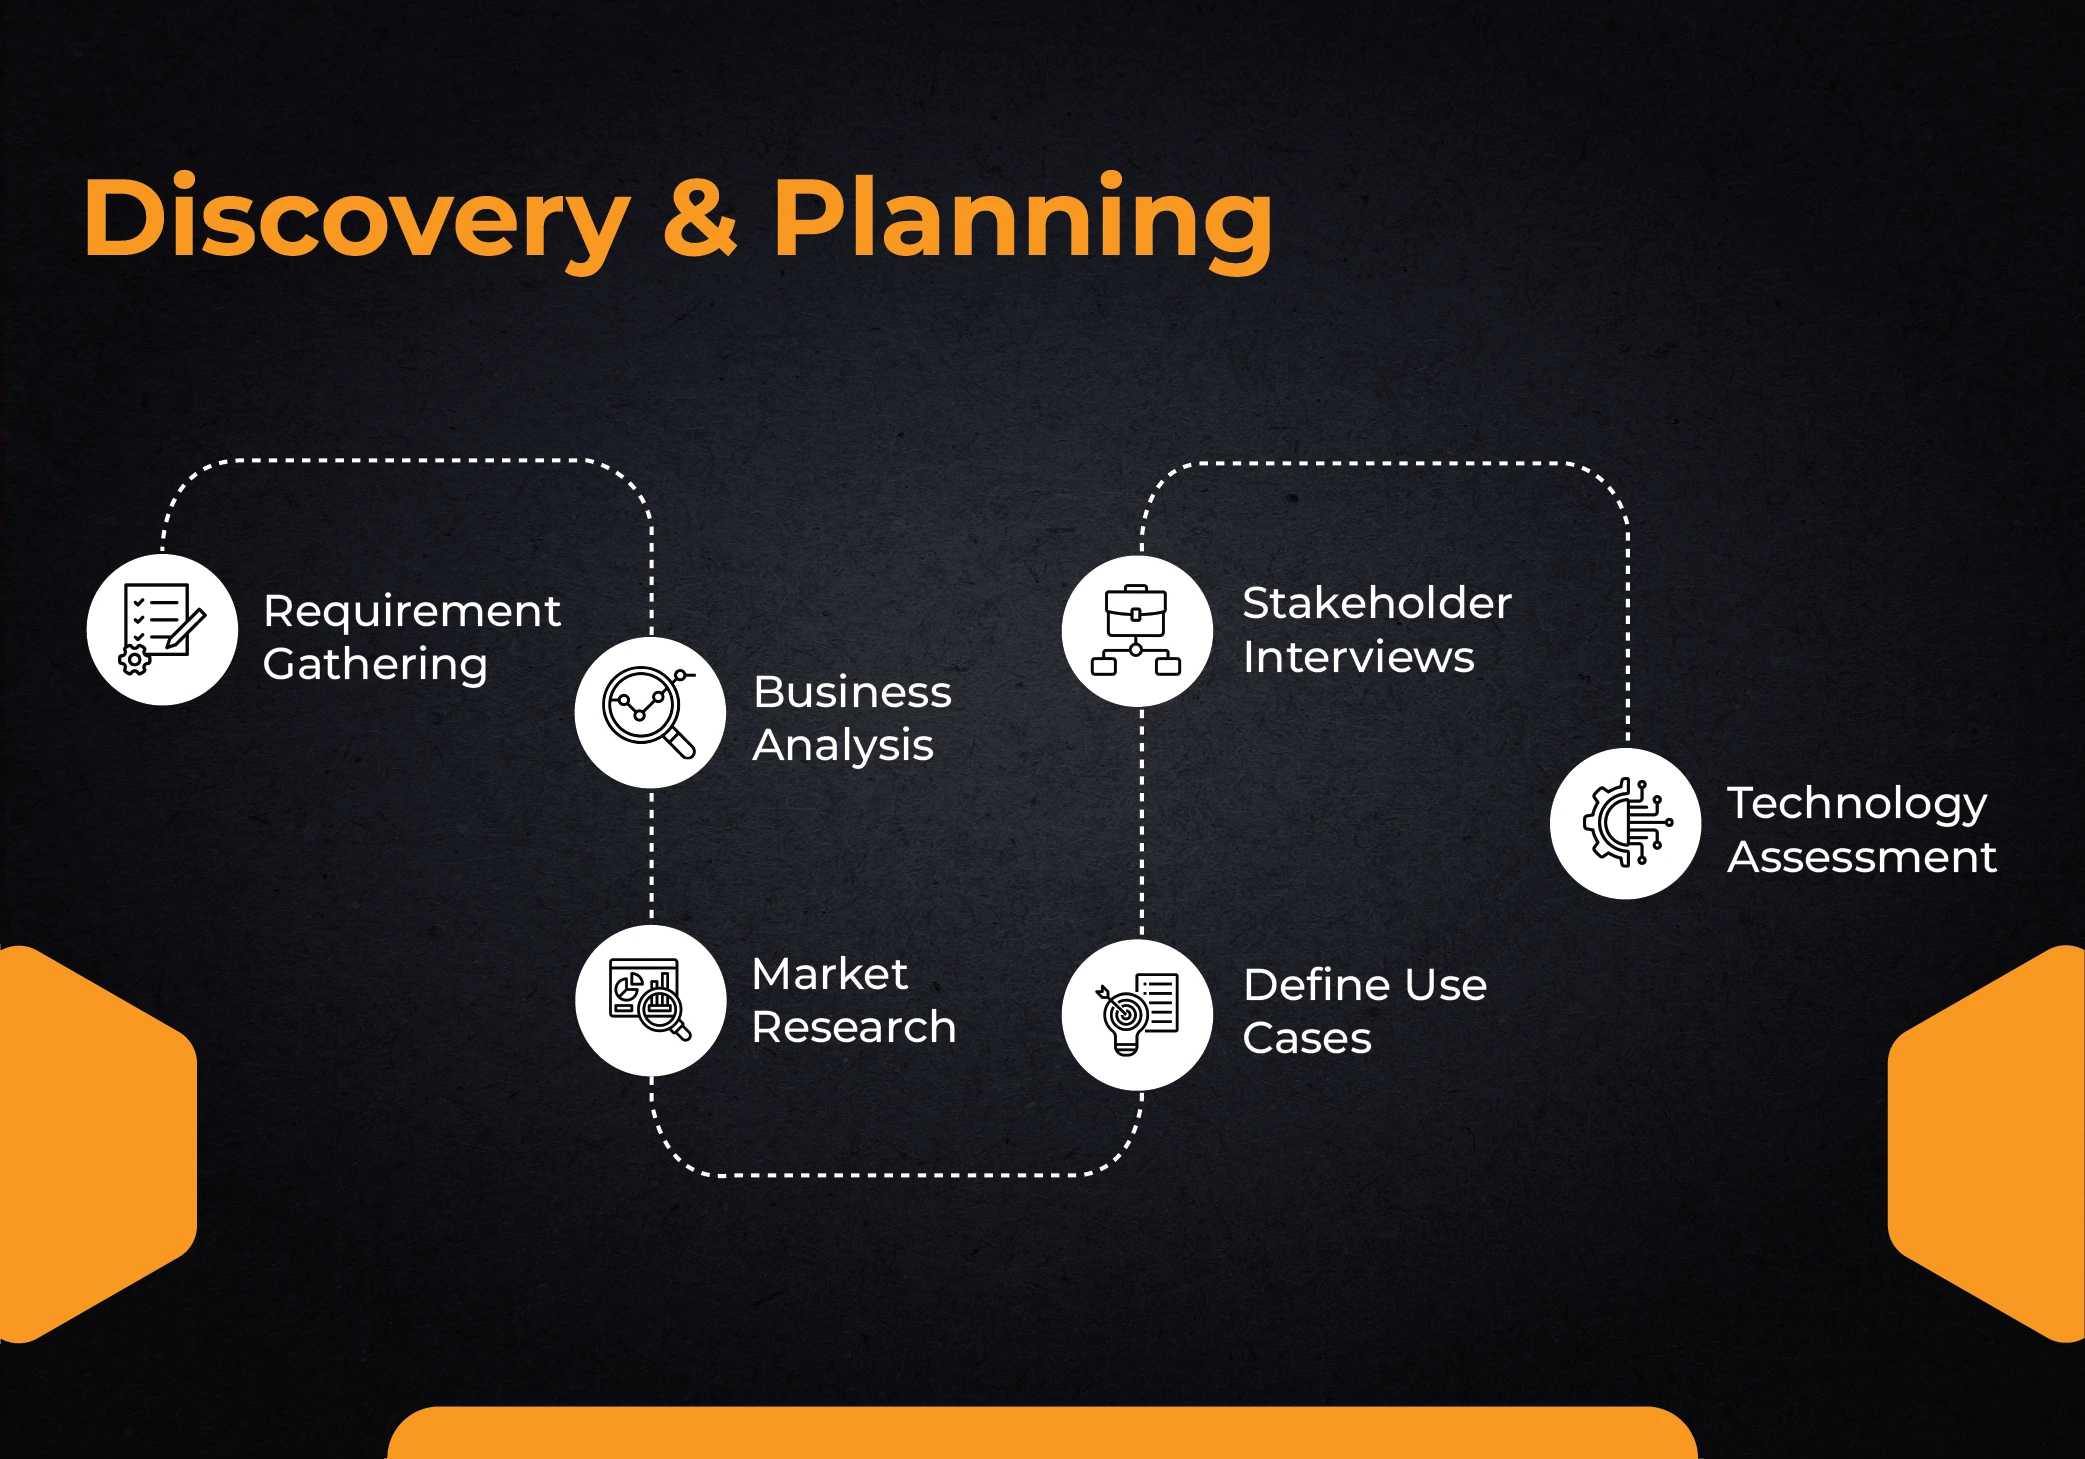 Discovery & Planning
Requirement
Gathering
Business
Analysis
Market
Research
Define Use
Cases
Stakeholder
Interviews
Technology
Assessment